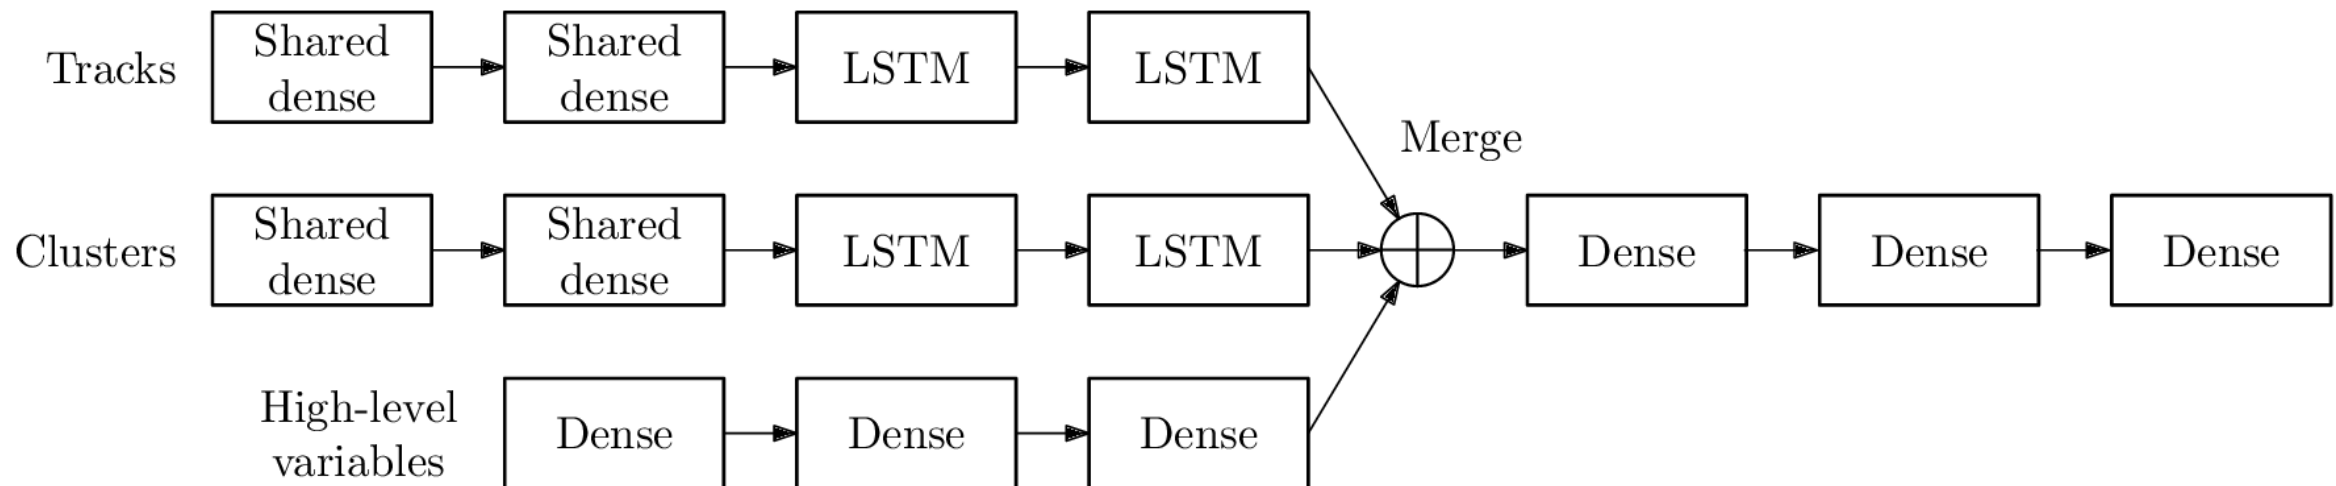 Tracks
Shared
dense
Shared
dense
LSTM
LSTM
Merge
Clusters
Shared
dense
Shared
dense
LSTM
LSTM
Dense
Dense
Dense
High-level
variables
Dense
Dense
Dense